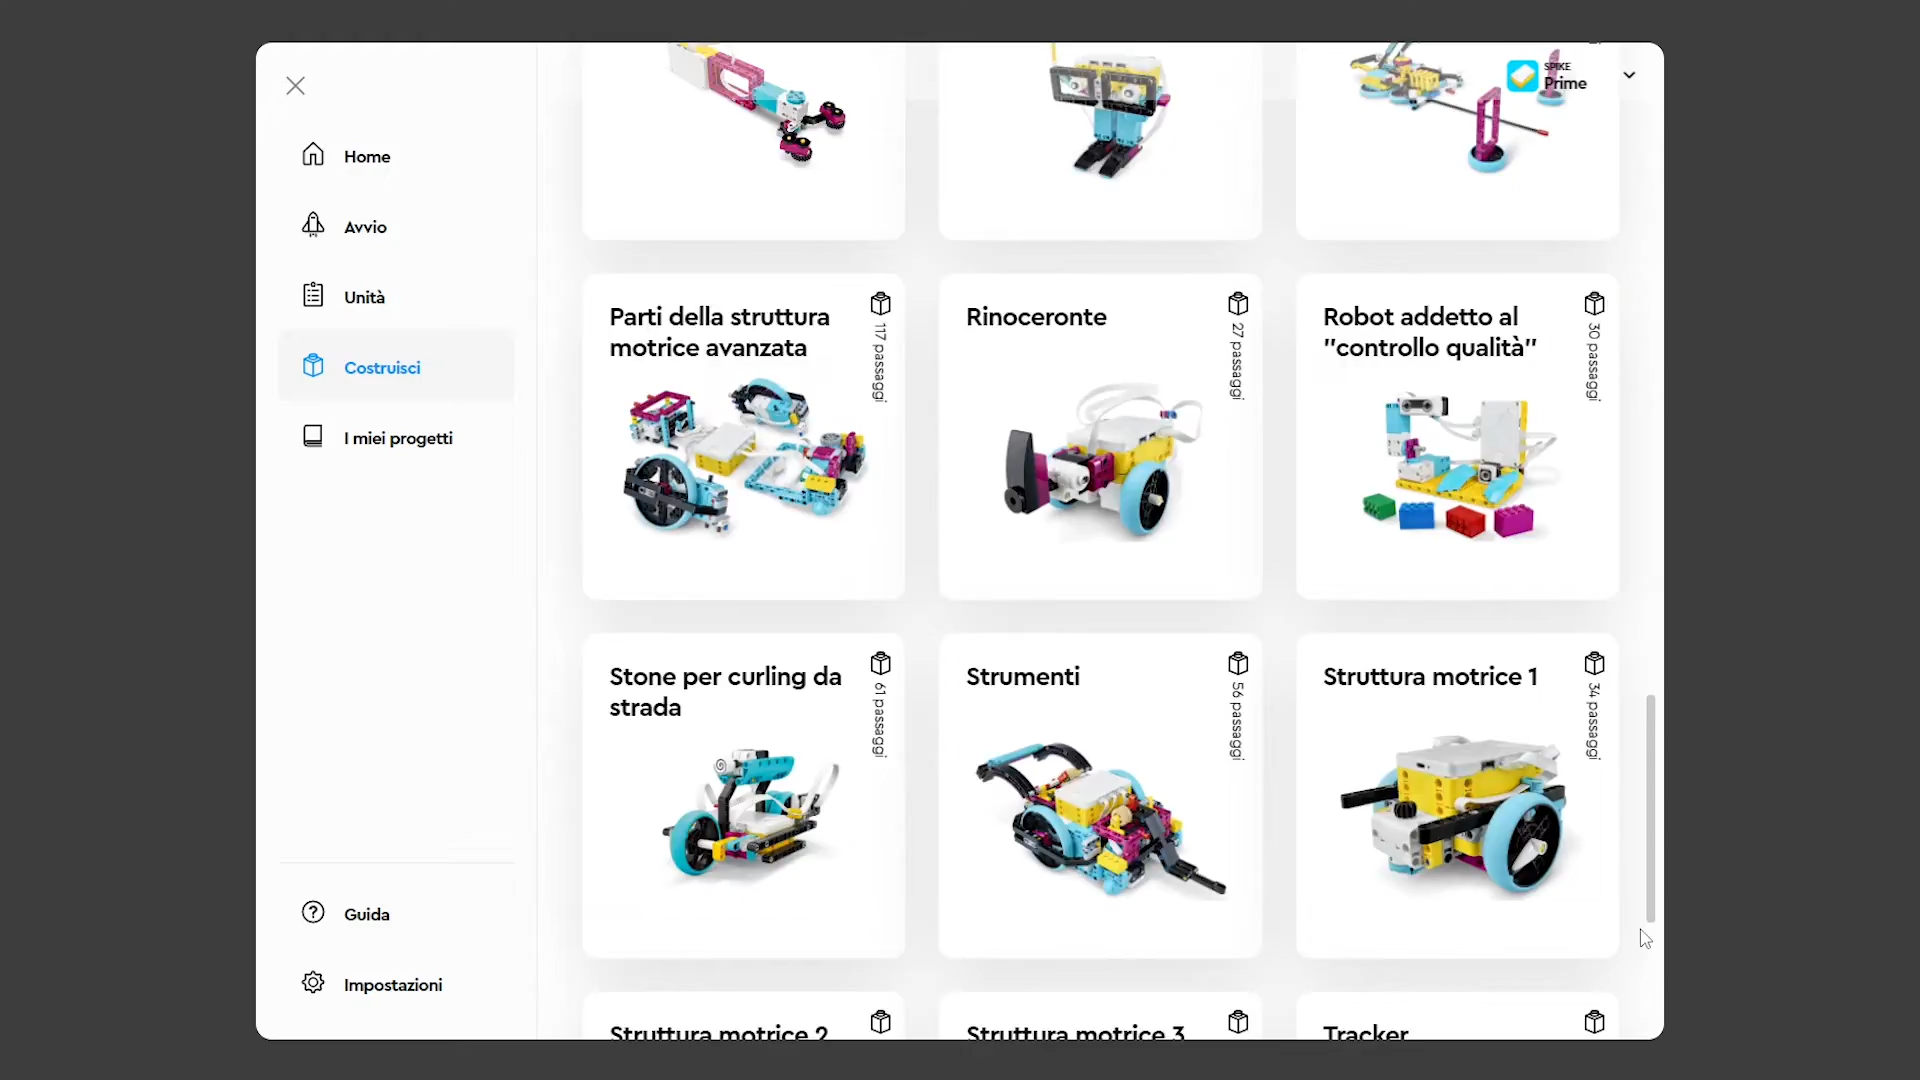 SPIKE
Prime
Home
Avvio
Unità
Costruisci
I miei progetti
Guida
Impostazioni
Parti della struttura
motrice avanzata
117 passaggi
Rinoceronte
27 passaggi
Robot addetto al
"controllo qualità"
30 passaggi
Stone per curling da
strada
61 passaggi
Strumenti
56 passaggi
Struttura motrice 1
34 passaggi
Struttura motrice 2
Struttura motrice 3
Tracker